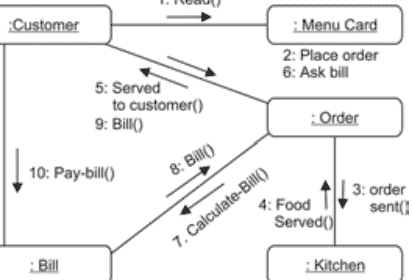 1: Read()
:Customer
: Menu Card
2: Place order
6: Ask bill
5: Served
to customer()
9: Bill()
: Order
8: Bill()
10: Pay-bill()
7. Calculate-Bill()
4: Food
Served()
3: order
sent()
: Bill
: Kitchen